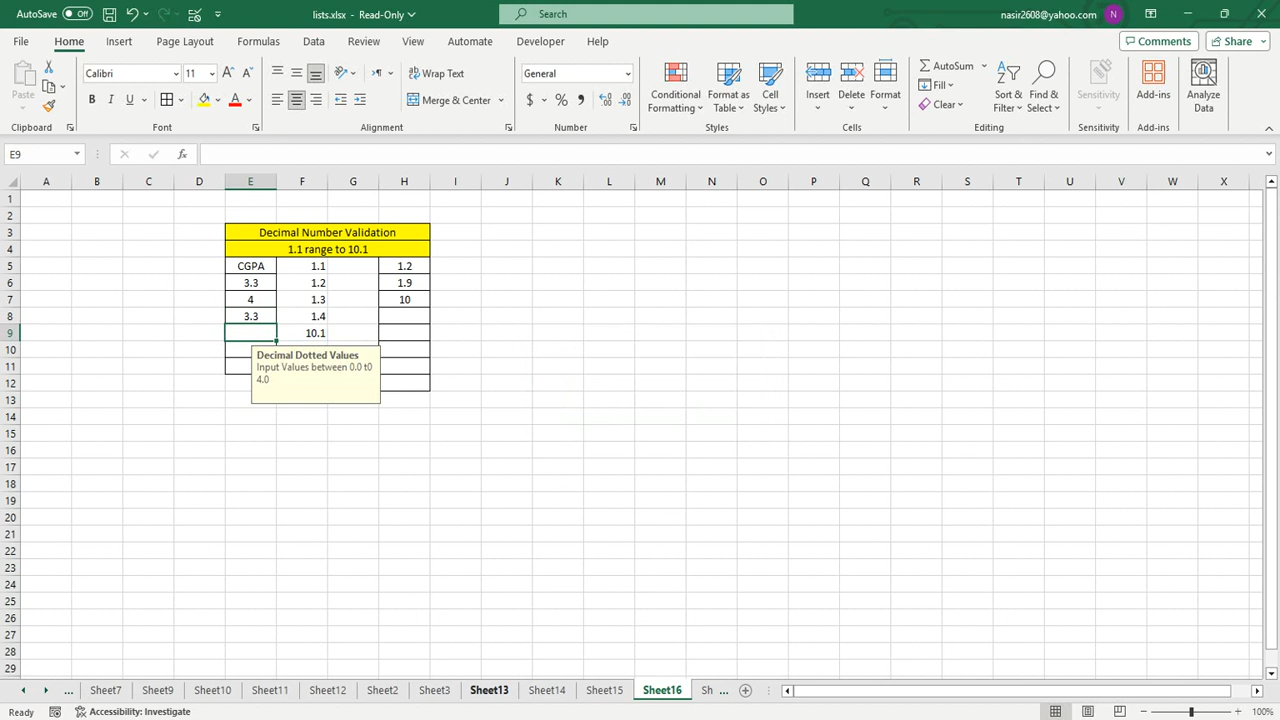 AutoSave Off lists.xlsx - Read-Only Search nasir2608@yahoo.com N
File Home Insert Page Layout Formulas Data Review View Automate Developer Help Comments Share
Paste Calibri 11 Wrap Text General Conditional Formatting Format as Table Cell Styles Insert Delete Format AutoSum Fill Clear Sort & Filter Find & Select Sensitivity Add-ins Analyze Data
B I U Merge & Center $ % 9
Clipboard Font Alignment Number Styles Cells Editing Sensitivity Add-ins
E9 fx
A B C D E F G H I J K L M N O P Q R S T U V W X
1
2
3 Decimal Number Validation
4 1.1 range to 10.1
5 CGPA 1.1 1.2
6 3.3 1.2 1.9
7 4 1.3 10
8 3.3 1.4
9 10.1
10 Decimal Dotted Values
11 Input Values between 0.0 t0
12 4.0
13
14
15
16
17
18
19
20
21
22
23
24
25
26
27
28
29
... Sheet7 Sheet9 Sheet10 Sheet11 Sheet12 Sheet2 Sheet3 Sheet13 Sheet14 Sheet15 Sheet16 Sh ...
Ready Accessibility: Investigate 100%